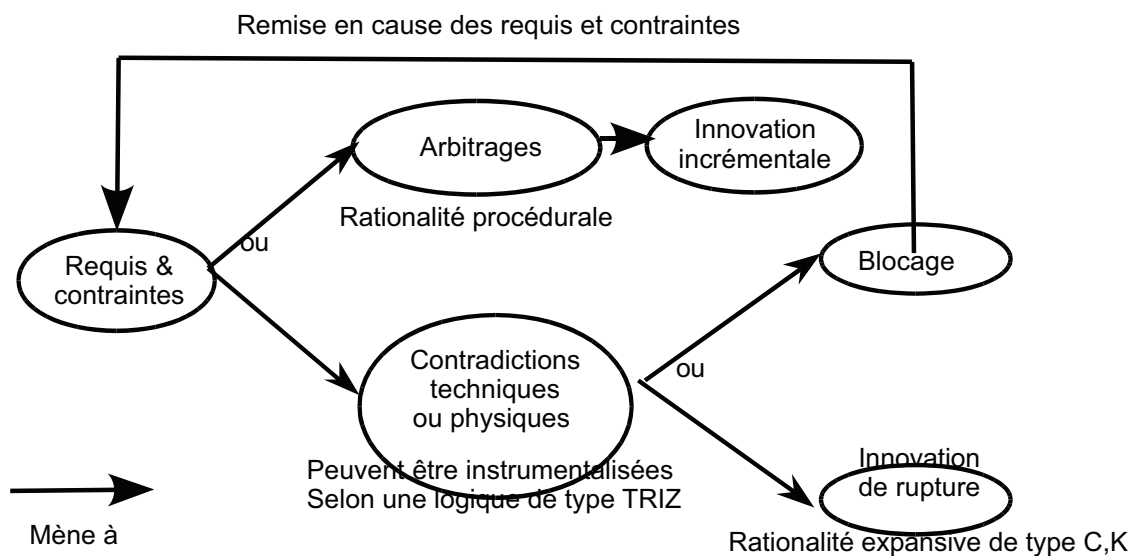 Remise en cause des requis et contraintes
Arbitrages
Innovation
incrémentale
Rationalité procédurale
ou
Requis &
contraintes
Blocage
Contradictions
techniques
ou physiques
ou
Peuvent être instrumentalisées
Selon une logique de type TRIZ
Innovation
de rupture
Mène à
Rationalité expansive de type C,K